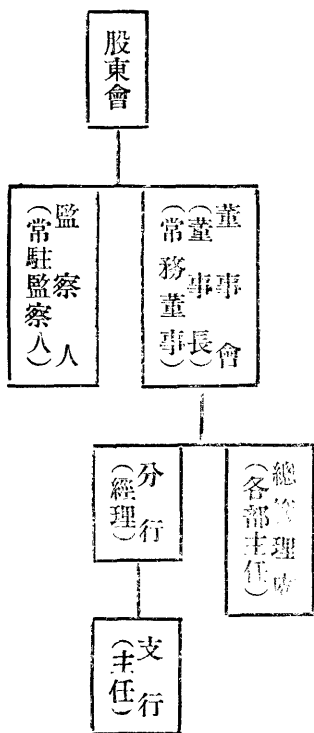 股東會
董事會
(董事長)
(常務董事)
監察人
(常駐監察人)
總管理處
(各部主任)
分行
(經理)
支行
(主任)